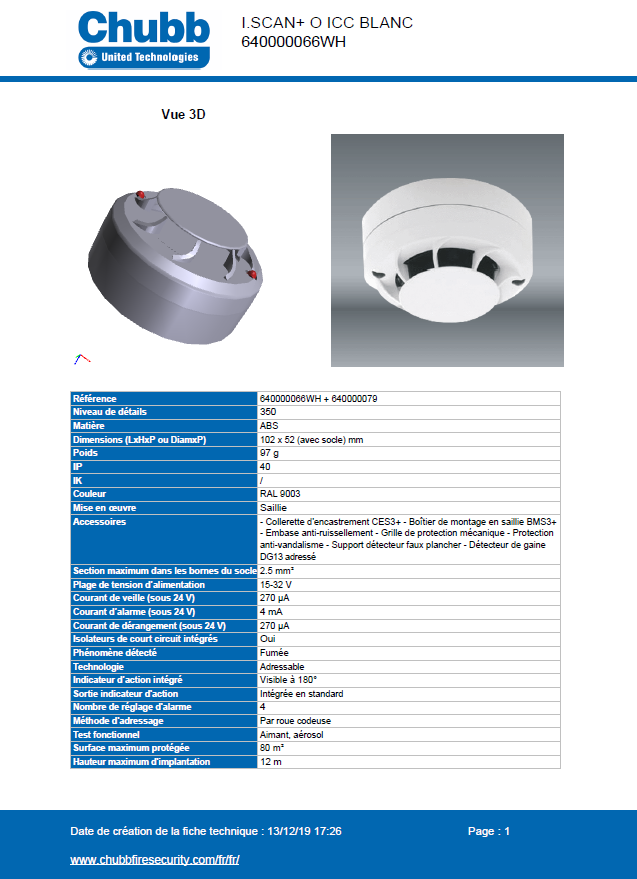 Chubb
United Technologies
I.SCAN+ O ICC BLANC
640000066WH
Vue 3D
Référence 640000066WH + 640000079
Niveau de détails 350
Matière ABS
Dimensions (LxHxP ou DiamxP) 102 x 52 (avec socle) mm
Poids 97 g
IP 40
IK /
Couleur RAL 9003
Mise en œuvre Saillie
Accessoires - Collerette d'encastrement CES3+ - Boîtier de montage en saillie BMS3+
- Embase anti-ruissellement - Grille de protection mécanique - Protection
anti-vandalisme - Support détecteur faux plancher - Détecteur de gaine
DG13 adressé
Section maximum dans les bornes du socle 2.5 mm²
Plage de tension d'alimentation 15-32 V
Courant de veille (sous 24 V) 270 µA
Courant d'alarme (sous 24 V) 4 mA
Courant de dérangement (sous 24 V) 270 µA
Isolateurs de court circuit intégrés Oui
Phénomène détecté Fumée
Technologie Adressable
Indicateur d'action intégré Visible à 180°
Sortie indicateur d'action Intégrée en standard
Nombre de réglage d'alarme 4
Méthode d'adressage Par roue codeuse
Test fonctionnel Aimant, aérosol
Surface maximum protégée 80 m²
Hauteur maximum d'implantation 12 m
Date de création de la fiche technique : 13/12/19 17:26 Page : 1
www.chubbfiresecurity.com/fr/fr/